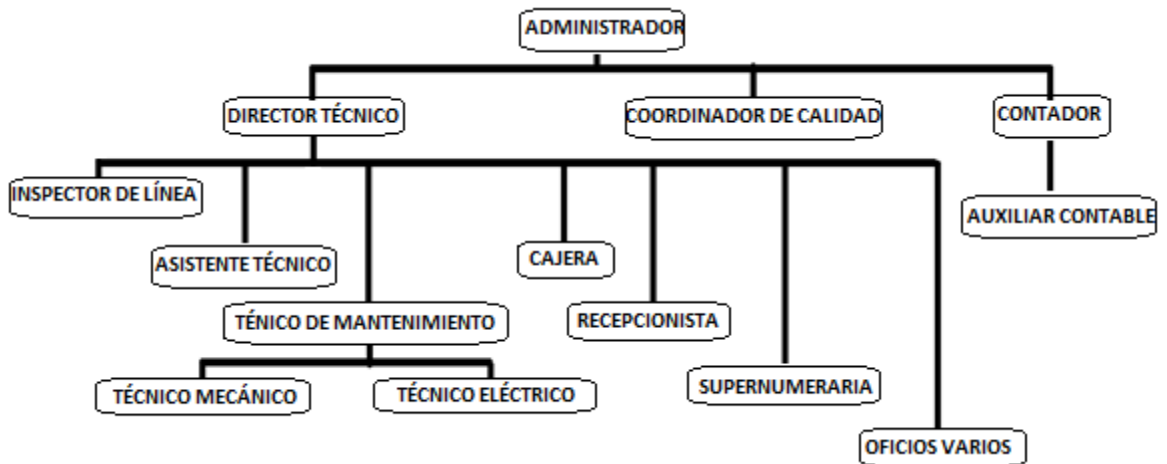 ADMINISTRADOR
DIRECTOR TÉCNICO
COORDINADOR DE CALIDAD
CONTADOR
INSPECTOR DE LÍNEA
AUXILIAR CONTABLE
ASISTENTE TÉCNICO
CAJERA
TÉNICO DE MANTENIMIENTO
RECEPCIONISTA
TÉCNICO MECÁNICO
TÉCNICO ELÉCTRICO
SUPERNUMERARIA
OFICIOS VARIOS